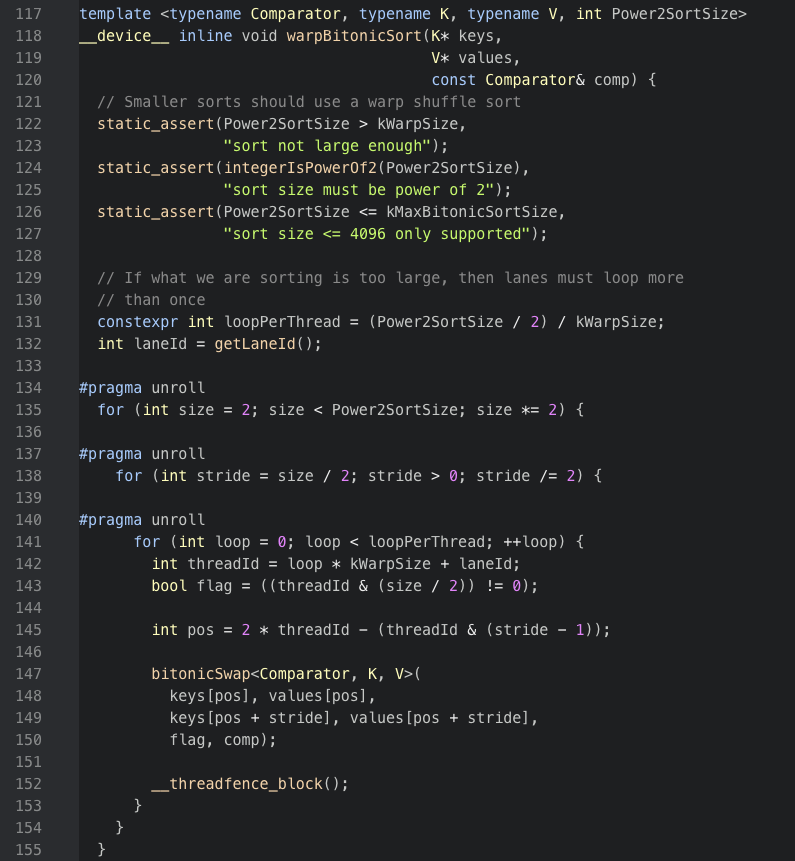 117 template <typename Comparator, typename K, typename V, int Power2SortSize>
118 __device__ inline void warpBitonicSort(K* keys,
119                                        V* values,
120                                        const Comparator& comp) {
121   // Smaller sorts should use a warp shuffle sort
122   static_assert(Power2SortSize > kWarpSize,
123                 "sort not large enough");
124   static_assert(integerIsPowerOf2(Power2SortSize),
125                 "sort size must be power of 2");
126   static_assert(Power2SortSize <= kMaxBitonicSortSize,
127                 "sort size <= 4096 only supported");
128
129   // If what we are sorting is too large, then lanes must loop more
130   // than once
131   constexpr int loopPerThread = (Power2SortSize / 2) / kWarpSize;
132   int laneId = getLaneId();
133
134 #pragma unroll
135   for (int size = 2; size < Power2SortSize; size *= 2) {
136
137 #pragma unroll
138     for (int stride = size / 2; stride > 0; stride /= 2) {
139
140 #pragma unroll
141       for (int loop = 0; loop < loopPerThread; ++loop) {
142         int threadId = loop * kWarpSize + laneId;
143         bool flag = ((threadId & (size / 2)) != 0);
144
145         int pos = 2 * threadId - (threadId & (stride - 1));
146
147         bitonicSwap<Comparator, K, V>(
148           keys[pos], values[pos],
149           keys[pos + stride], values[pos + stride],
150           flag, comp);
151
152         __threadfence_block();
153       }
154     }
155   }